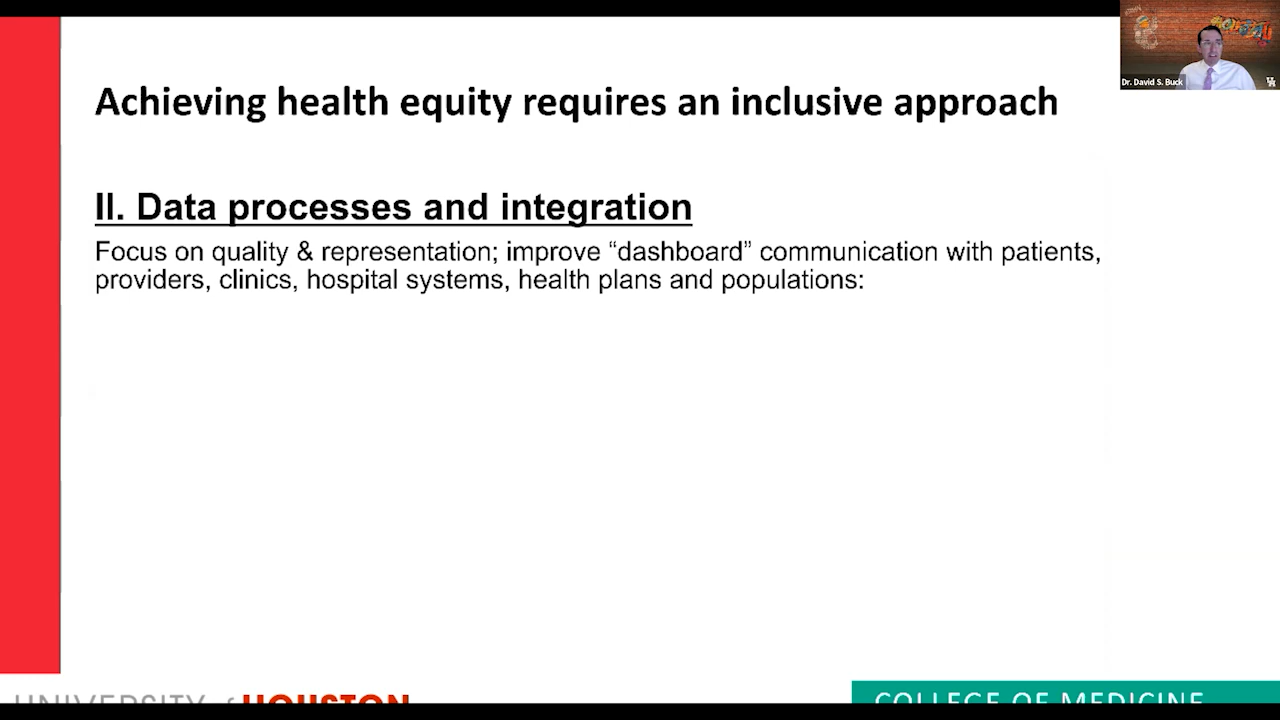 Dr. David S. Buck
Achieving health equity requires an inclusive approach
II. Data processes and integration
Focus on quality & representation; improve “dashboard” communication with patients,
providers, clinics, hospital systems, health plans and populations:
UNIVERSITY of HOUSTON
COLLEGE OF MEDICINE